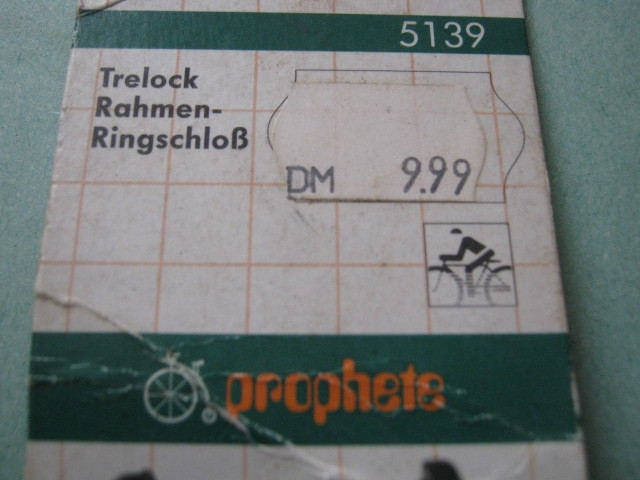 5139
Trelock
Rahmen-
Ringschloß
DM 9.99
prophete